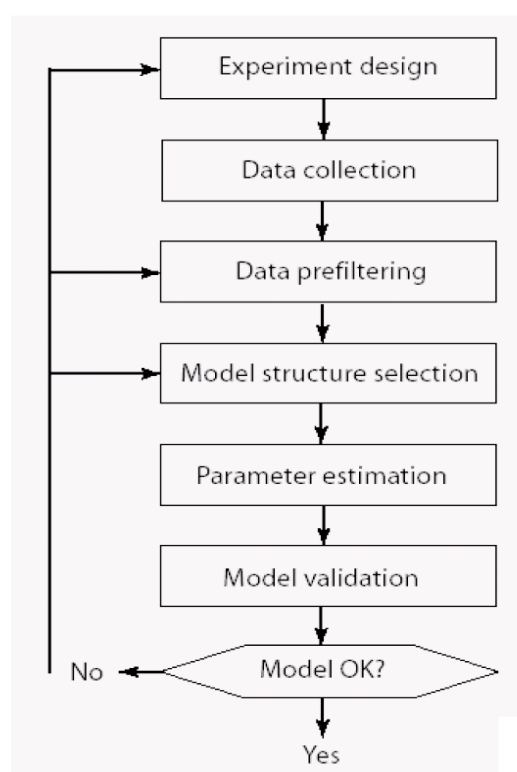 Experiment design
Data collection
Data prefiltering
Model structure selection
Parameter estimation
Model validation
Model OK?
No
Yes